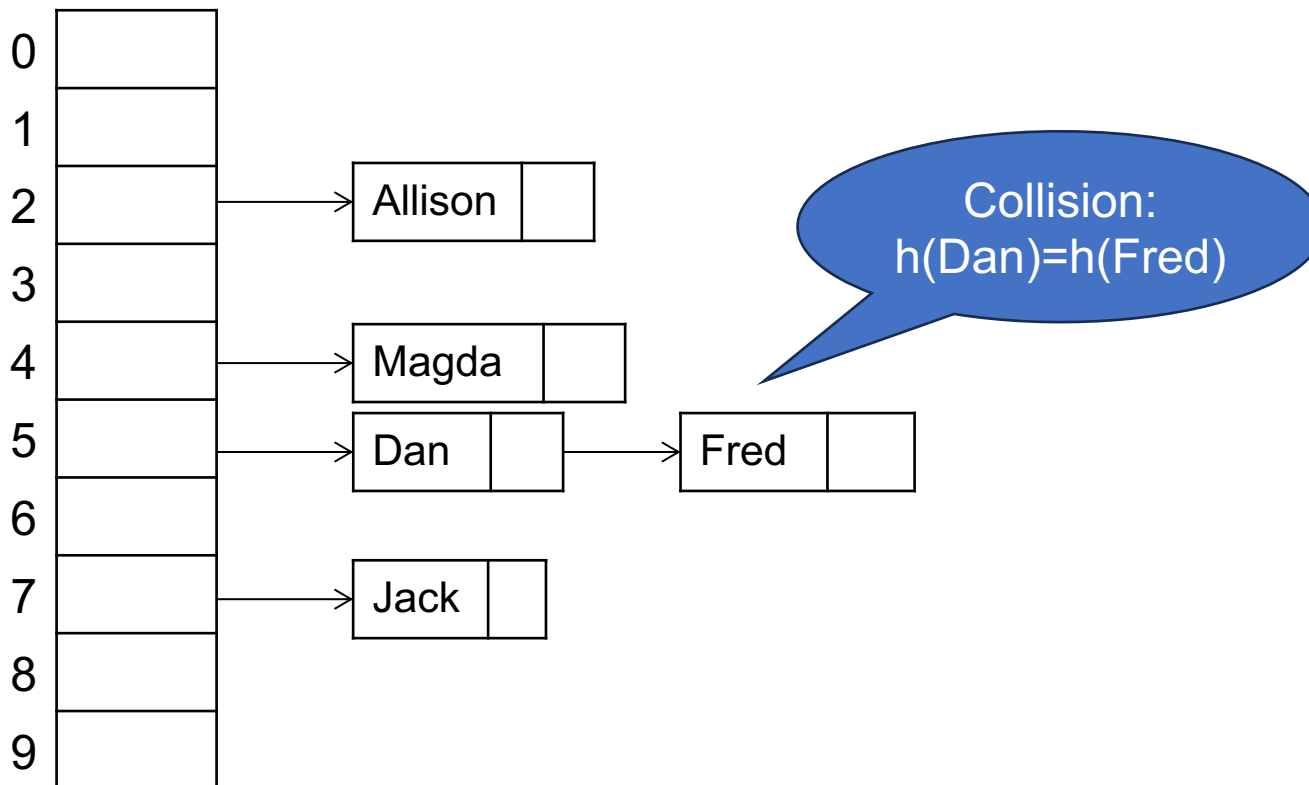 0
1
2 Allison
Collision:
h(Dan)=h(Fred)
3
4 Magda
5 Dan Fred
6
7 Jack
8
9